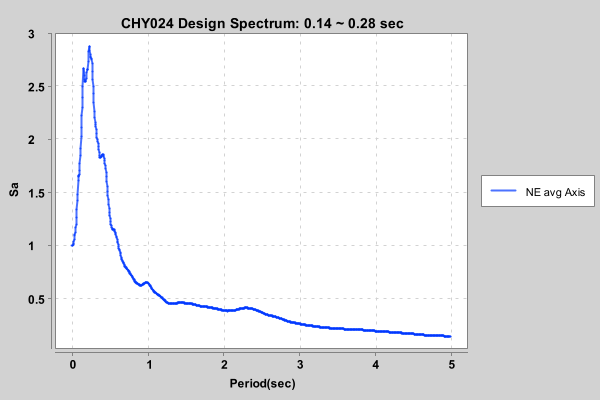 CHY024 Design Spectrum: 0.14 ~ 0.28 sec
3
2.5
2
1.5
1
0.5
Sa
0 1 2 3 4 5
Period(sec)
NE avg Axis